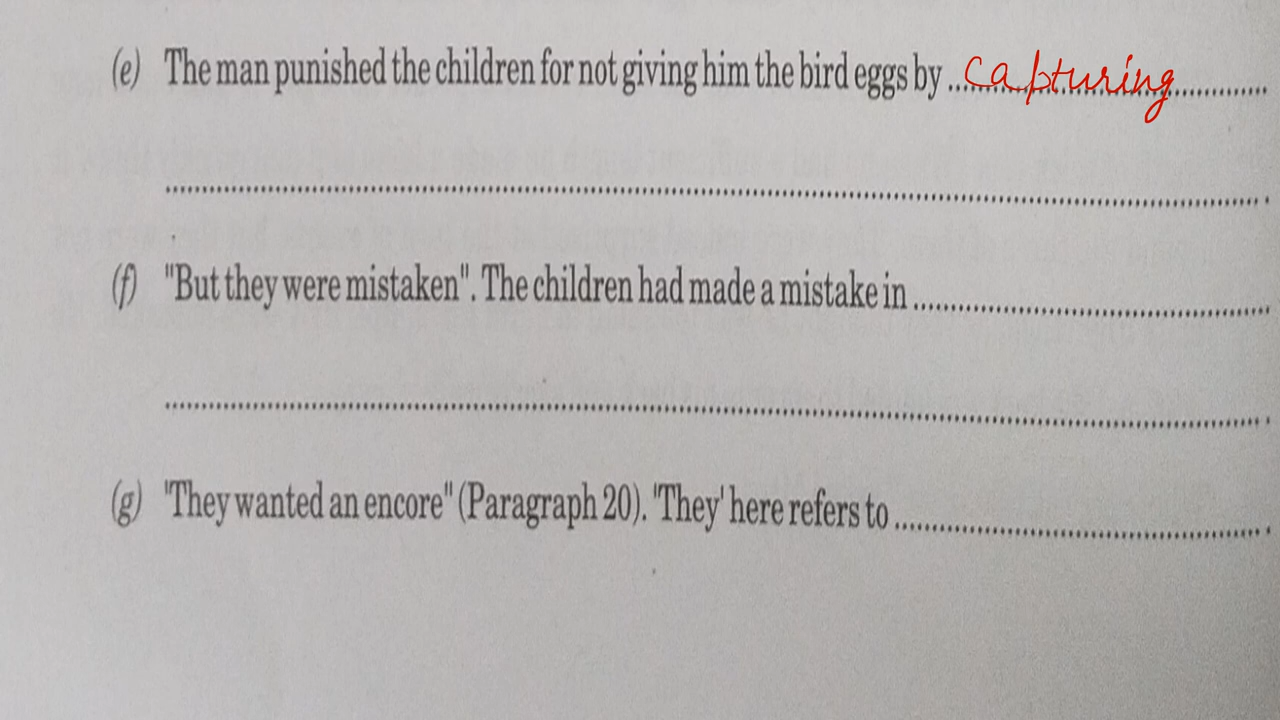 (e) The man punished the children for not giving him the bird eggs by ...capturing...............
..............................................................................................................
(f) "But they were mistaken". The children had made a mistake in ......................................
..............................................................................................................
(g) 'They wanted an encore" (Paragraph 20). 'They' here refers to ......................................